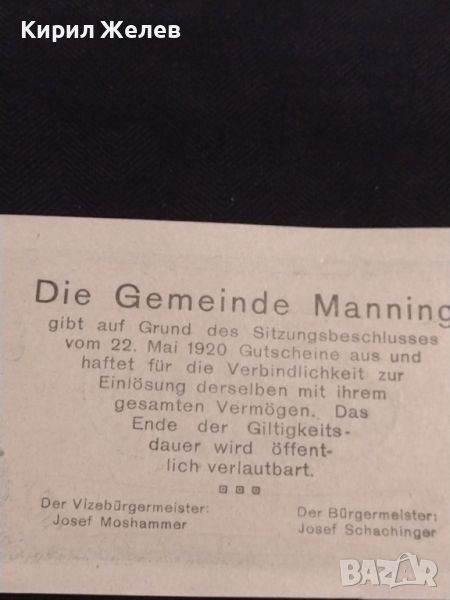 Кирил Желев
Die Gemeinde Manning
gibt auf Grund des Sitzungsbeschlusses
vom 22. Mai 1920 Gutscheine aus und
haftet für die Verbindlichkeit zur
Einlösung derselben mit ihrem
gesamten Vermögen. Das
Ende der Giltigkeits-
dauer wird öffent-
lich verlautbart.
Der Vizebürgermeister:
Josef Moshammer
Der Bürgermeister:
Josef Schachinger
bazar